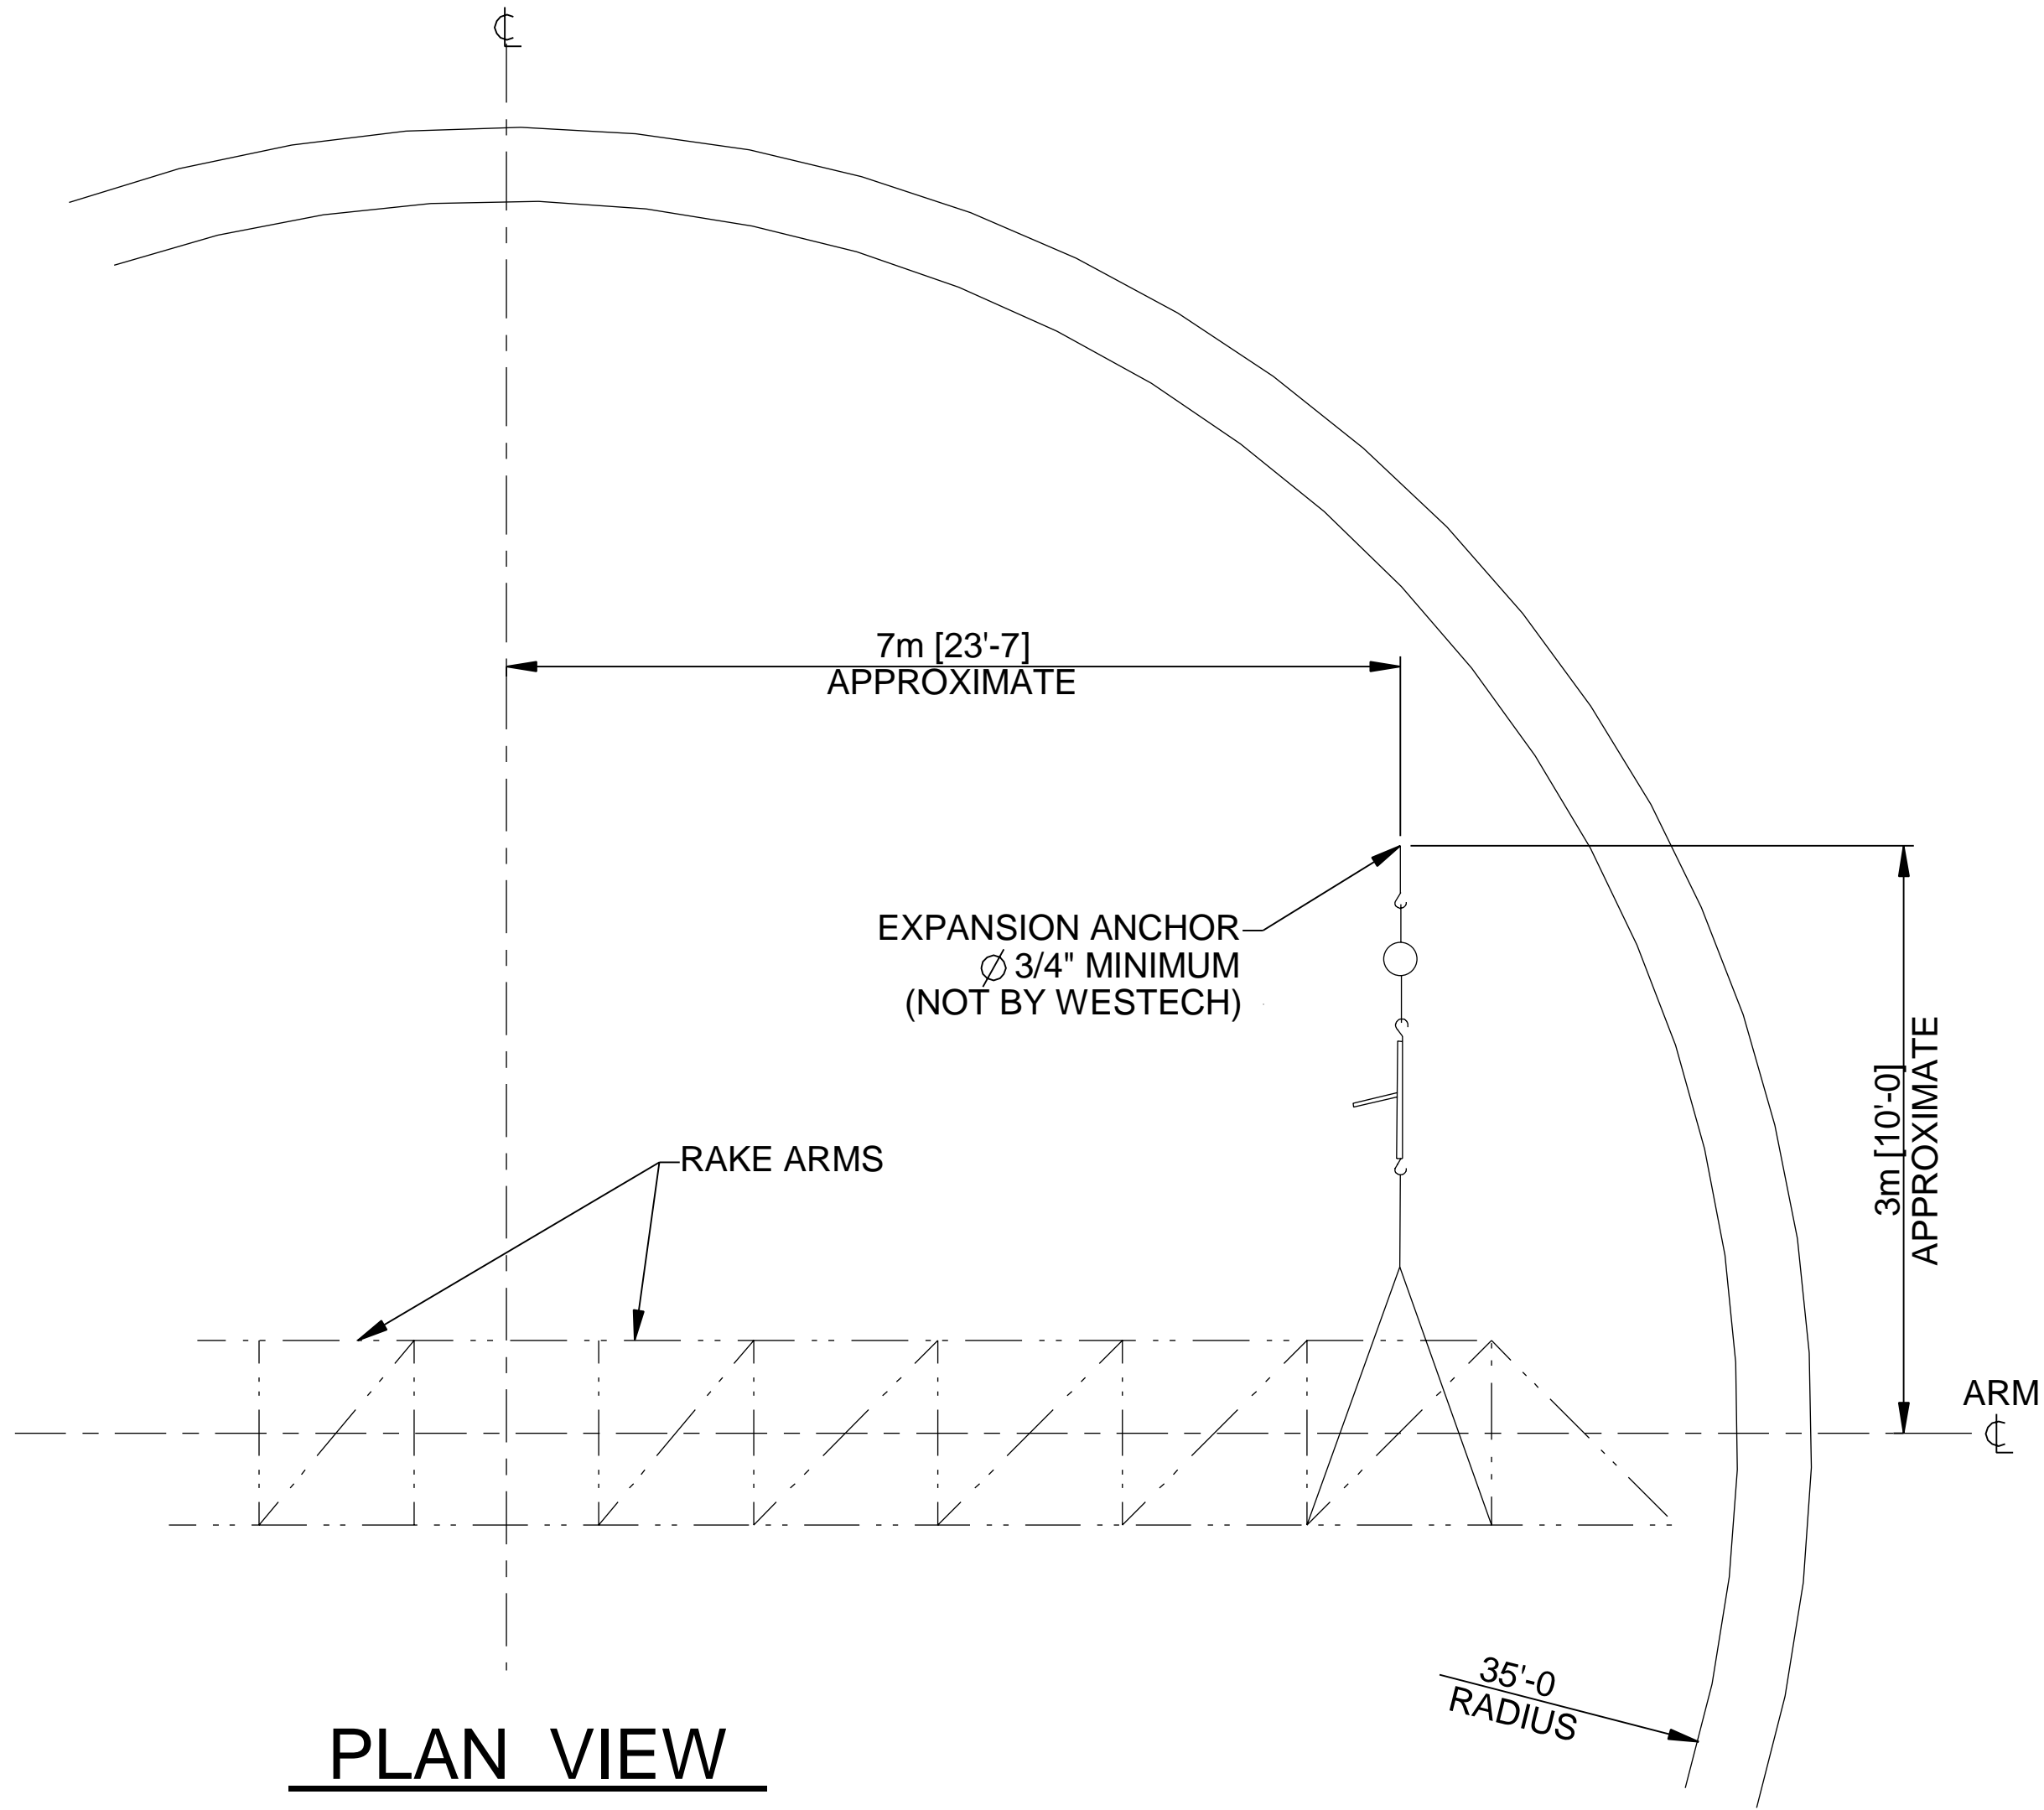 ℄
7m [23'-7]
APPROXIMATE
EXPANSION ANCHOR
⌀ 3/4" MINIMUM
(NOT BY WESTECH)
3m [10'-0]
APPROXIMATE
RAKE ARMS
ARM
℄
35'-0
RADIUS
PLAN VIEW